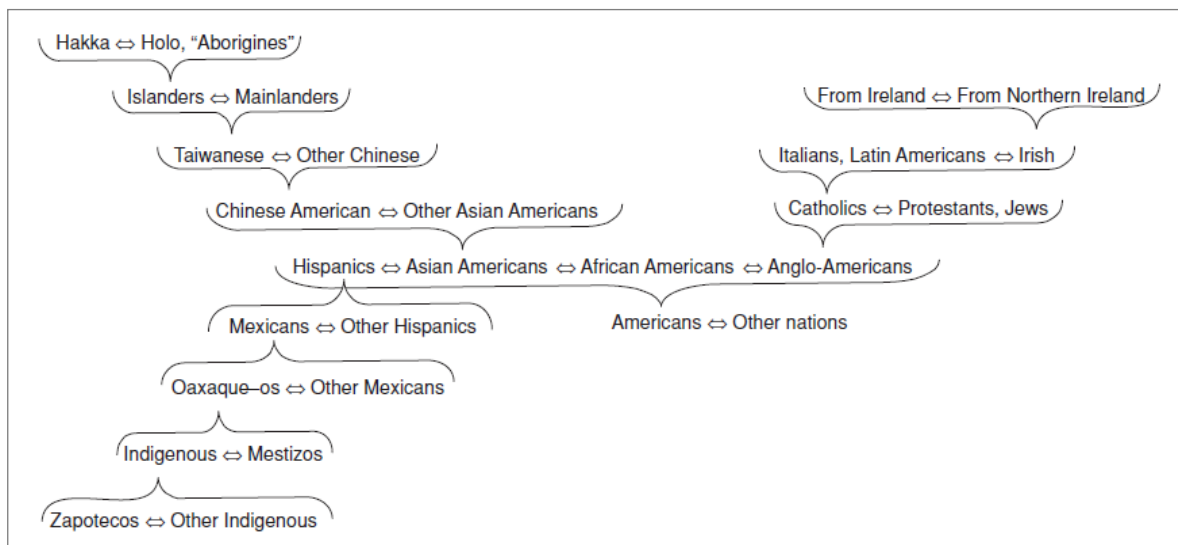 Hakka ⇔ Holo, “Aborigines”
Islanders ⇔ Mainlanders
From Ireland ⇔ From Northern Ireland
Taiwanese ⇔ Other Chinese
Italians, Latin Americans ⇔ Irish
Chinese American ⇔ Other Asian Americans
Catholics ⇔ Protestants, Jews
Hispanics ⇔ Asian Americans ⇔ African Americans ⇔ Anglo-Americans
Mexicans ⇔ Other Hispanics
Americans ⇔ Other nations
Oaxaque–os ⇔ Other Mexicans
Indigenous ⇔ Mestizos
Zapotecos ⇔ Other Indigenous